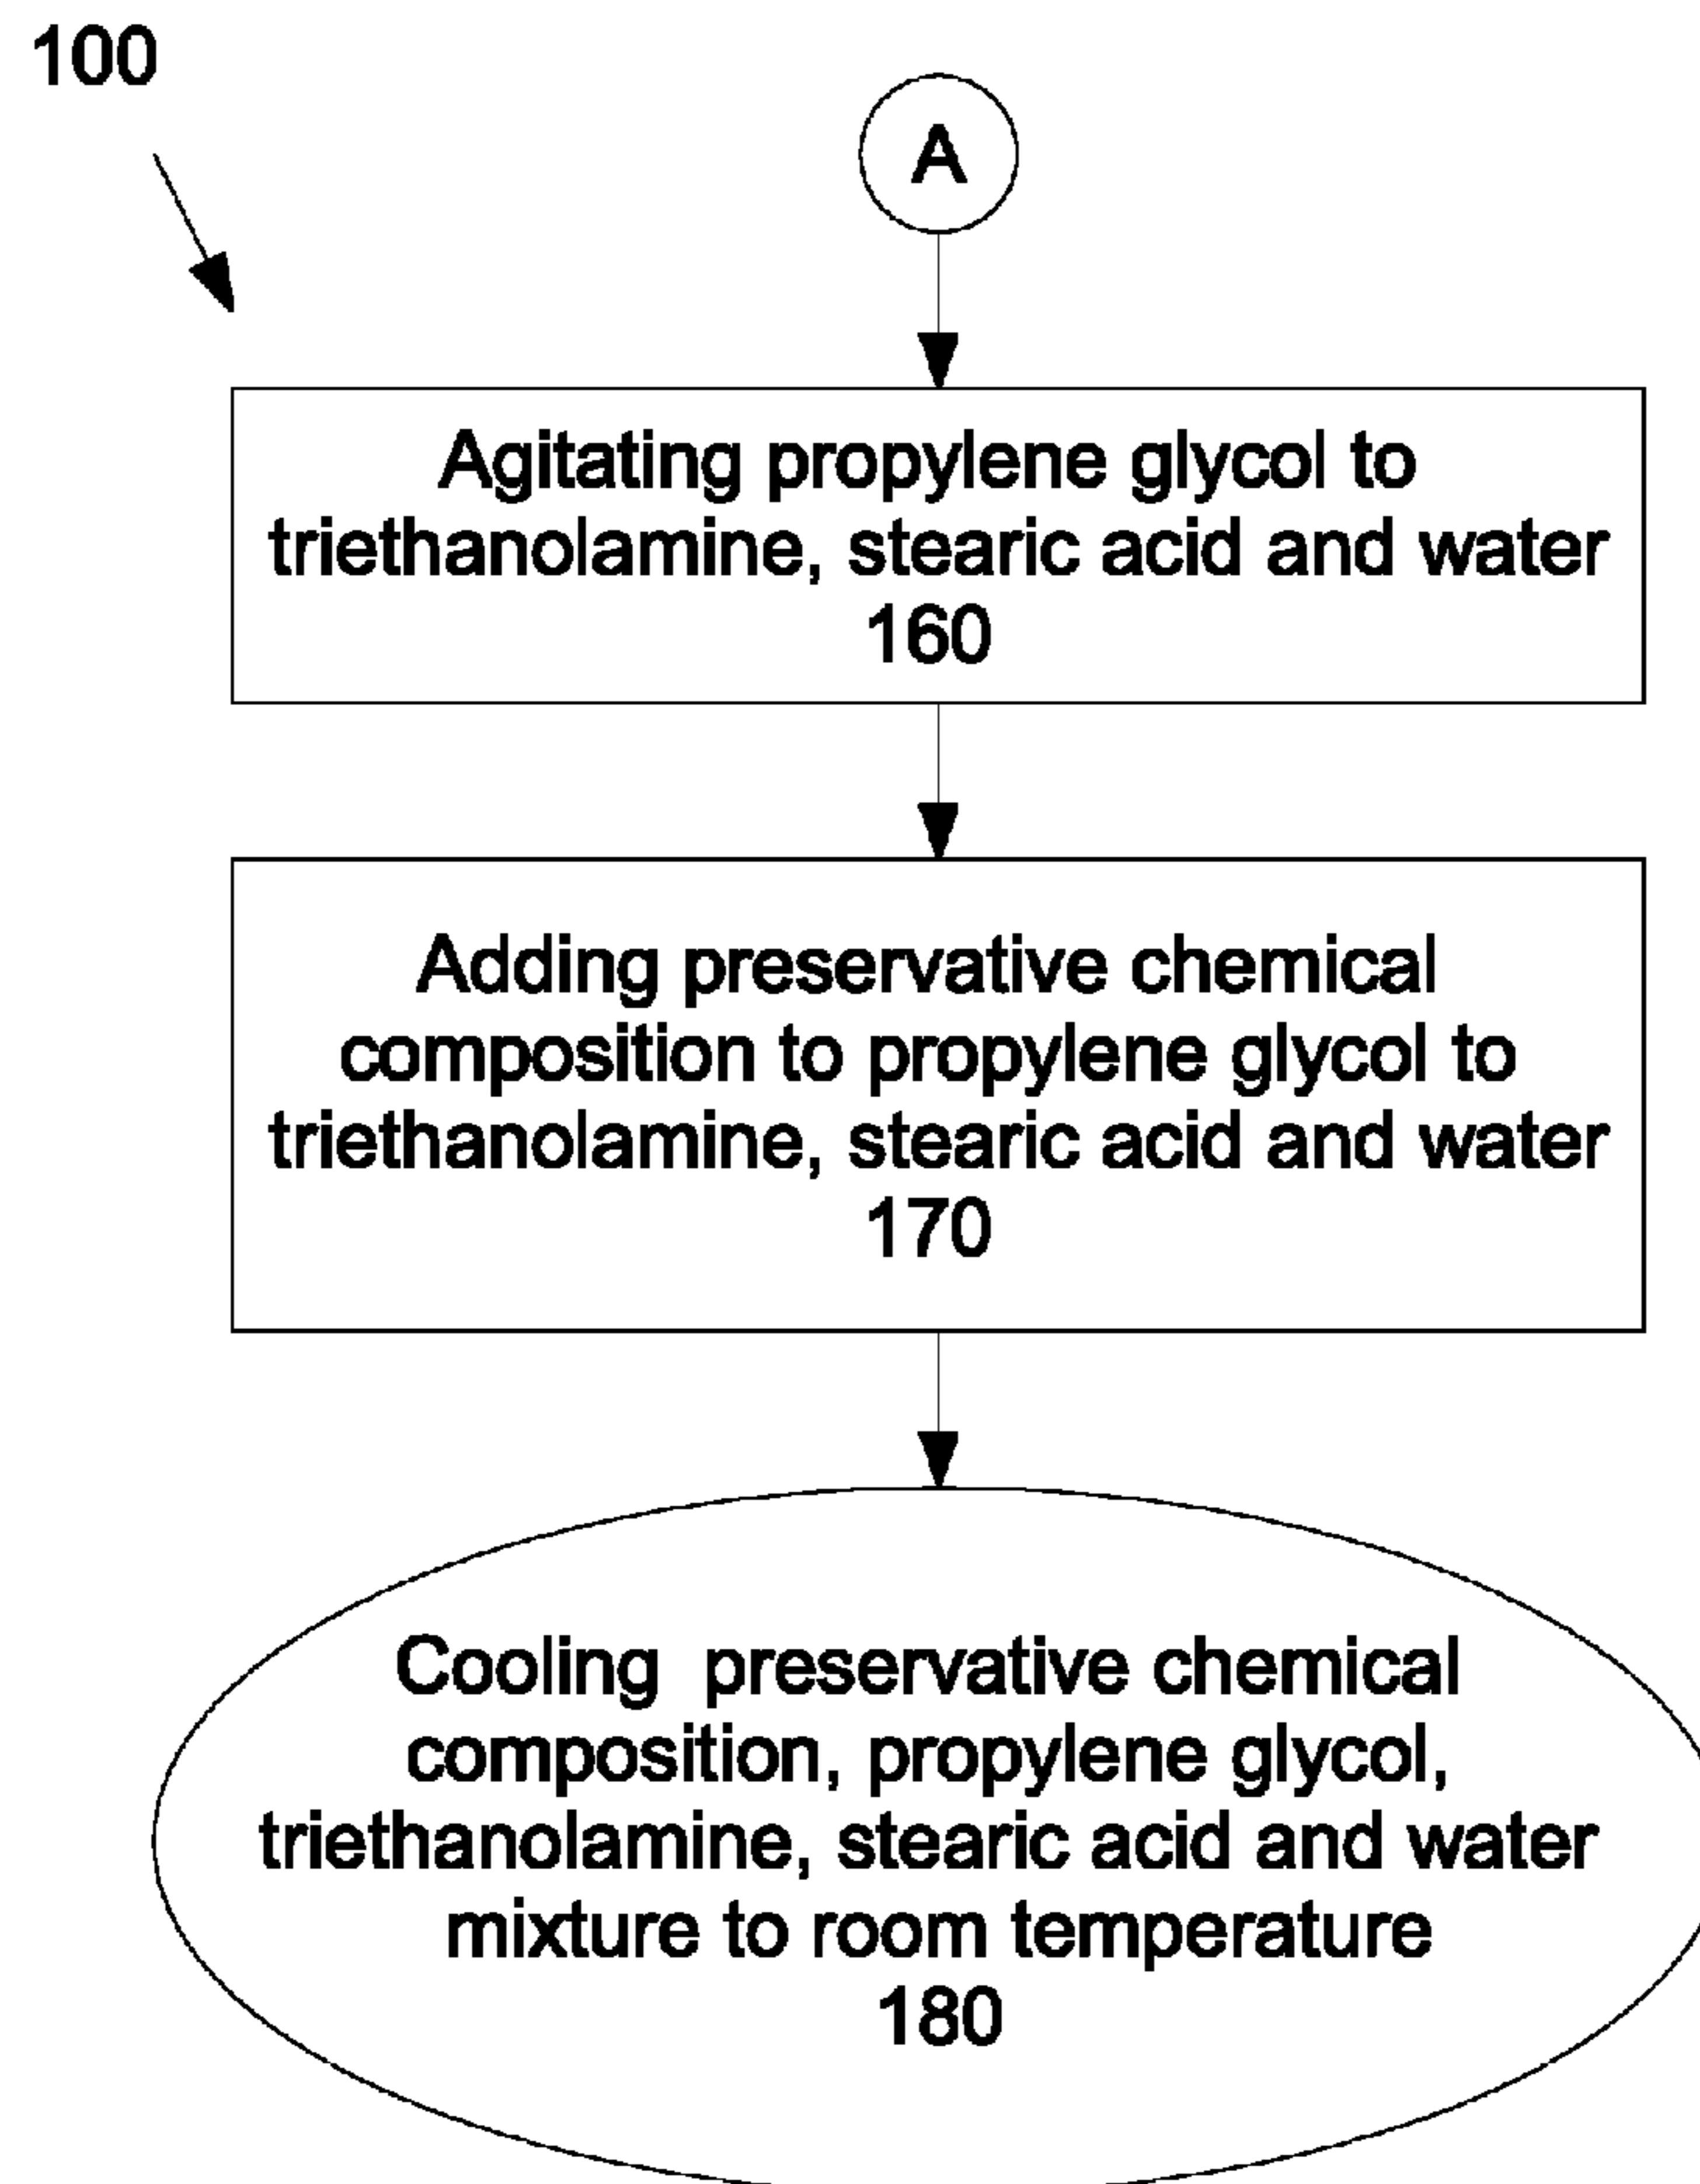 100
A
Agitating propylene glycol to
triethanolamine, stearic acid and water
160
Adding preservative chemical
composition to propylene glycol to
triethanolamine, stearic acid and water
170
Cooling preservative chemical
composition, propylene glycol,
triethanolamine, stearic acid and water
mixture to room temperature
180